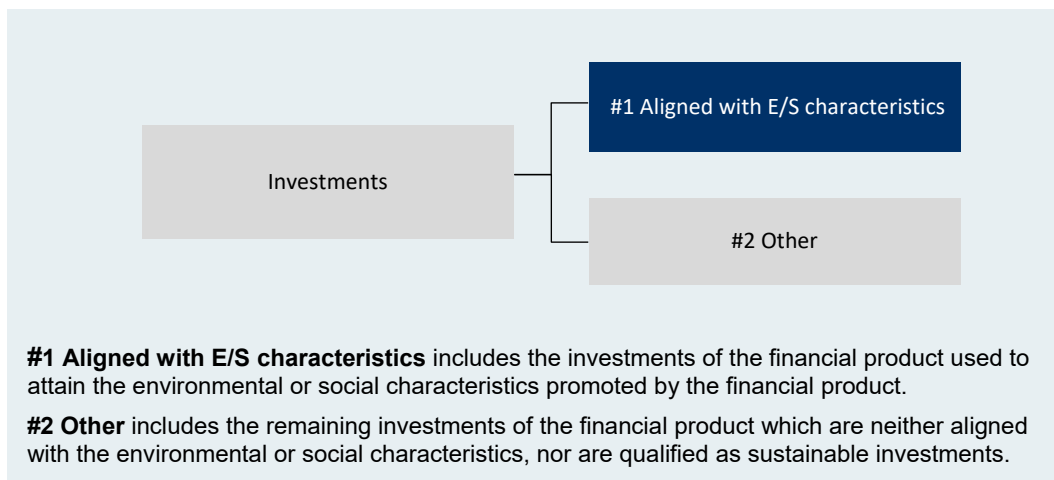 #1 Aligned with E/S characteristics
Investments
#2 Other
#1 Aligned with E/S characteristics includes the investments of the financial product used to
attain the environmental or social characteristics promoted by the financial product.
#2 Other includes the remaining investments of the financial product which are neither aligned
with the environmental or social characteristics, nor are qualified as sustainable investments.